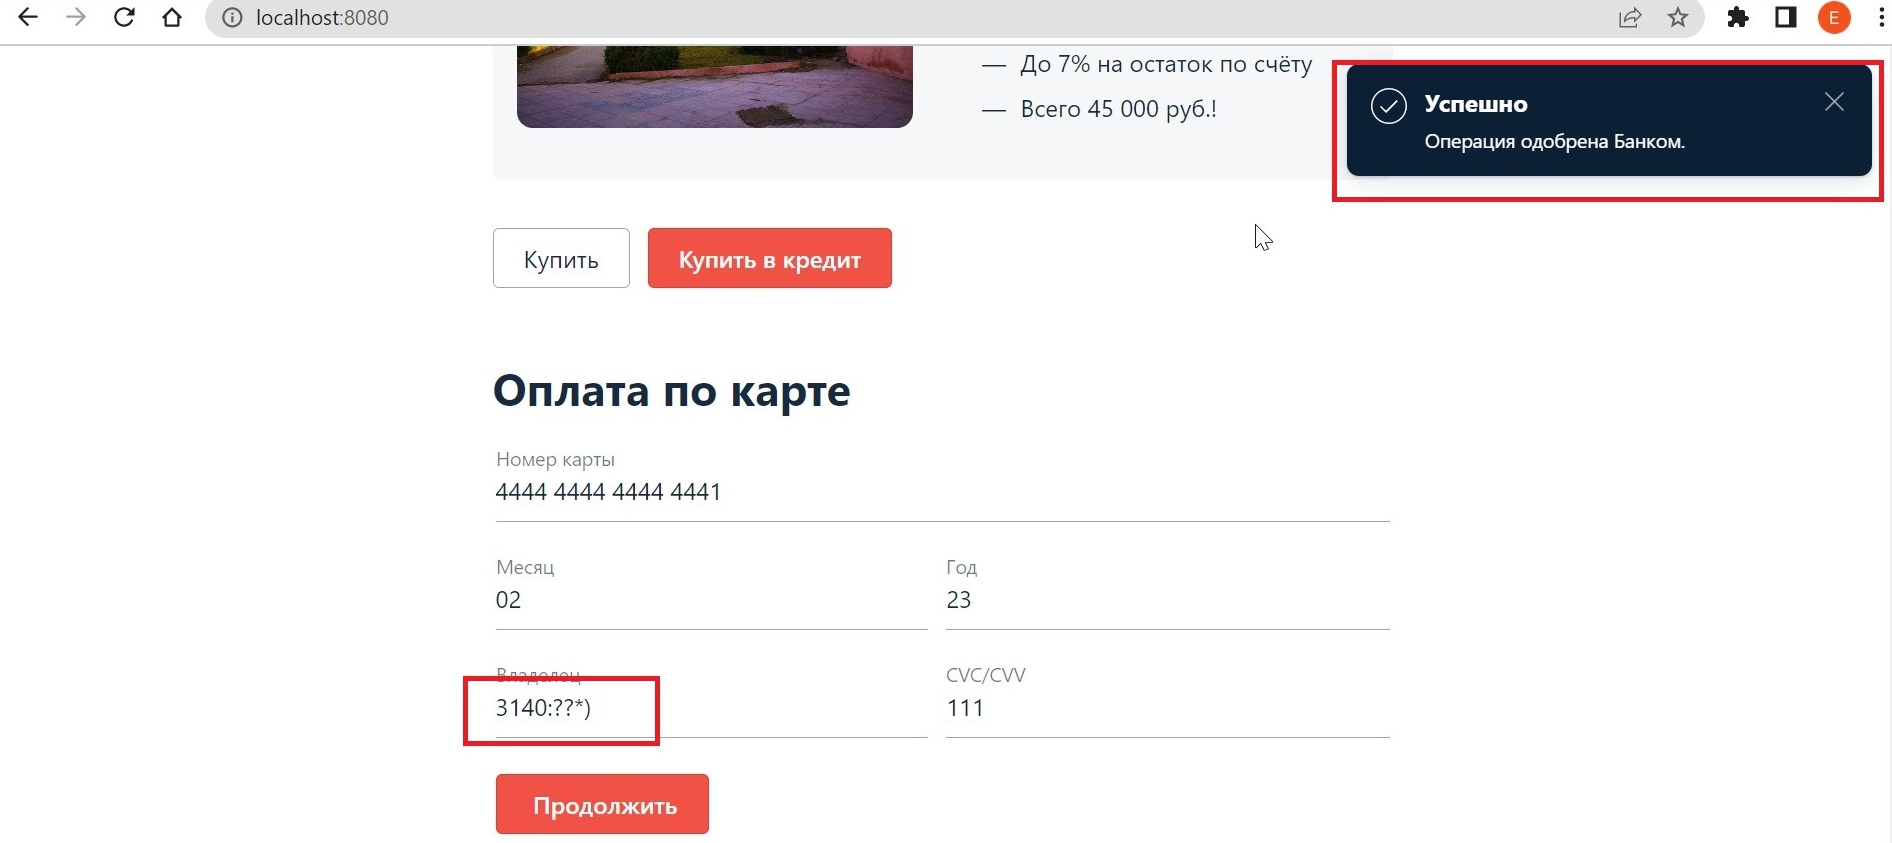 localhost:8080
E
— До 7% на остаток по счёту
— Всего 45 000 руб.!
Успешно
Операция одобрена Банком.
Купить
Купить в кредит
Оплата по карте
Номер карты
4444 4444 4444 4441
Месяц
Год
02
23
Владелец
CVC/CVV
3140:??*)
111
Продолжить